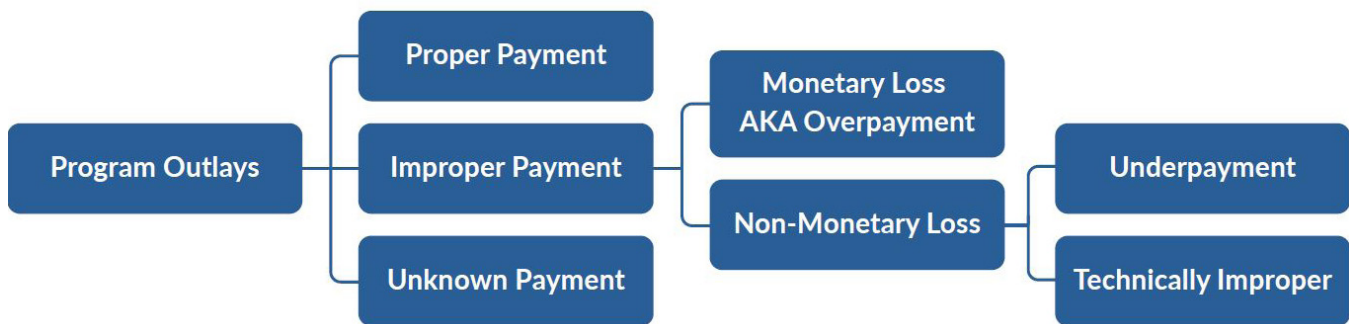 Program Outlays
Proper Payment
Improper Payment
Unknown Payment
Monetary Loss
AKA Overpayment
Non-Monetary Loss
Underpayment
Technically Improper